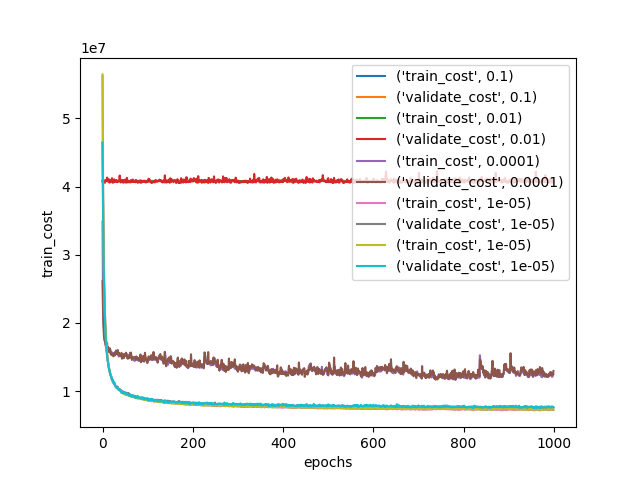 1e7
5
4
3
2
1
train_cost
0
200
400
600
800
1000
epochs
('train_cost', 0.1)
('validate_cost', 0.1)
('train_cost', 0.01)
('validate_cost', 0.01)
('train_cost', 0.0001)
('validate_cost', 0.0001)
('train_cost', 1e-05)
('validate_cost', 1e-05)
('train_cost', 1e-05)
('validate_cost', 1e-05)